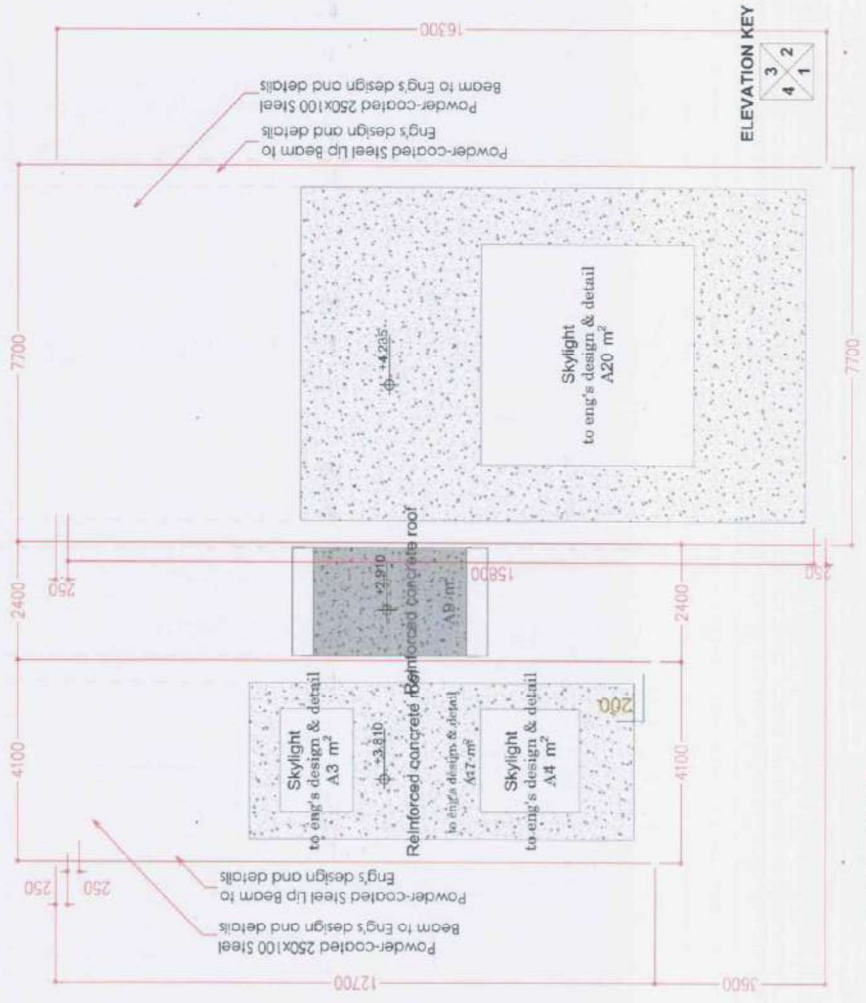 16300
Powder-coated 250x100 Steel
Beam to Eng's design and details
Powder-coated Steel Lip Beam to
Eng's design and details
ELEVATION KEY
3
4 2
1
7700
+4.235
Skylight
to eng's design & detail
A20 m²
7700
250
2400
15800
250
Reinforced concrete roof
+2.910
A9 m²
2400
4100
Skylight
to eng's design & detail
A3 m²
+3.810
Reinforced concrete roof
to eng's design & detail
Skylight
to eng's design & detail
A4 m²
200
4100
250
250
Powder-coated Steel Lip Beam to
Eng's design and details
Powder-coated 250x100 Steel
Beam to Eng's design and details
12700
3600